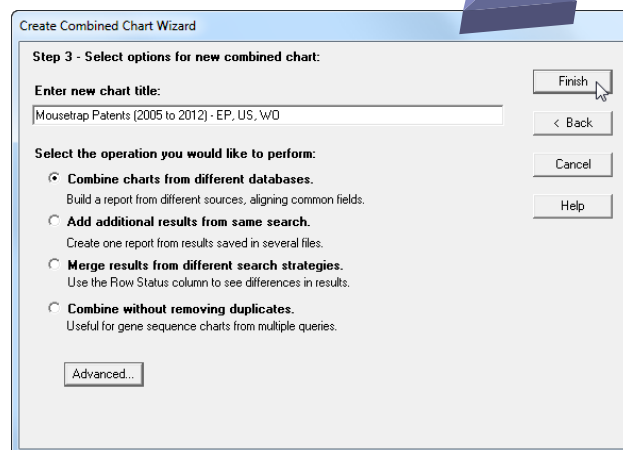 Create Combined Chart Wizard
Step 3 - Select options for new combined chart:
Finish
Enter new chart title:
Mousetrap Patents (2005 to 2012) - EP, US, WO
< Back
Select the operation you would like to perform:
Cancel
Combine charts from different databases.
Build a report from different sources, aligning common fields.
Help
Add additional results from same search.
Create one report from results saved in several files.
Merge results from different search strategies.
Use the Row Status column to see differences in results.
Combine without removing duplicates.
Useful for gene sequence charts from multiple queries.
Advanced...